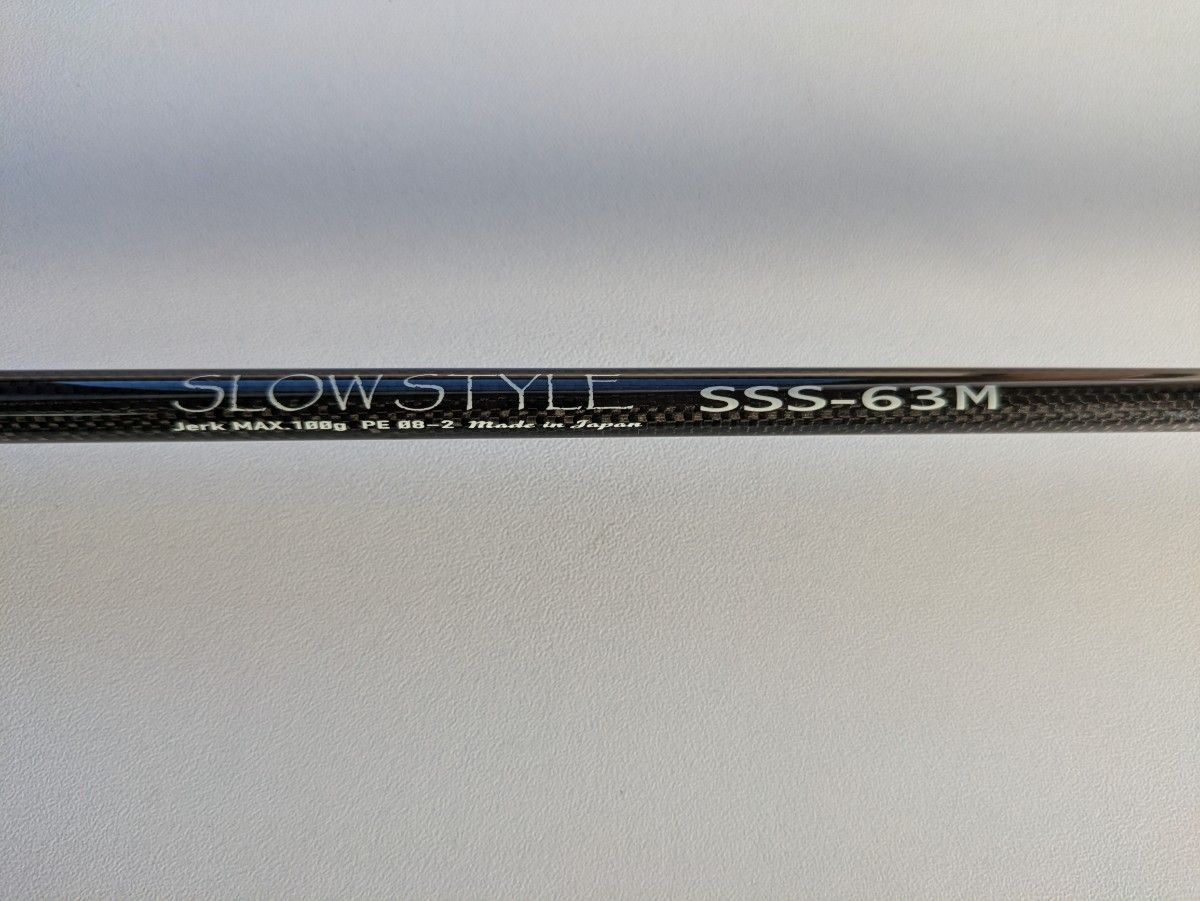 SLOW STYLE SSS-63M
Jerk MAX.100g PE 08-2 Made in Japan